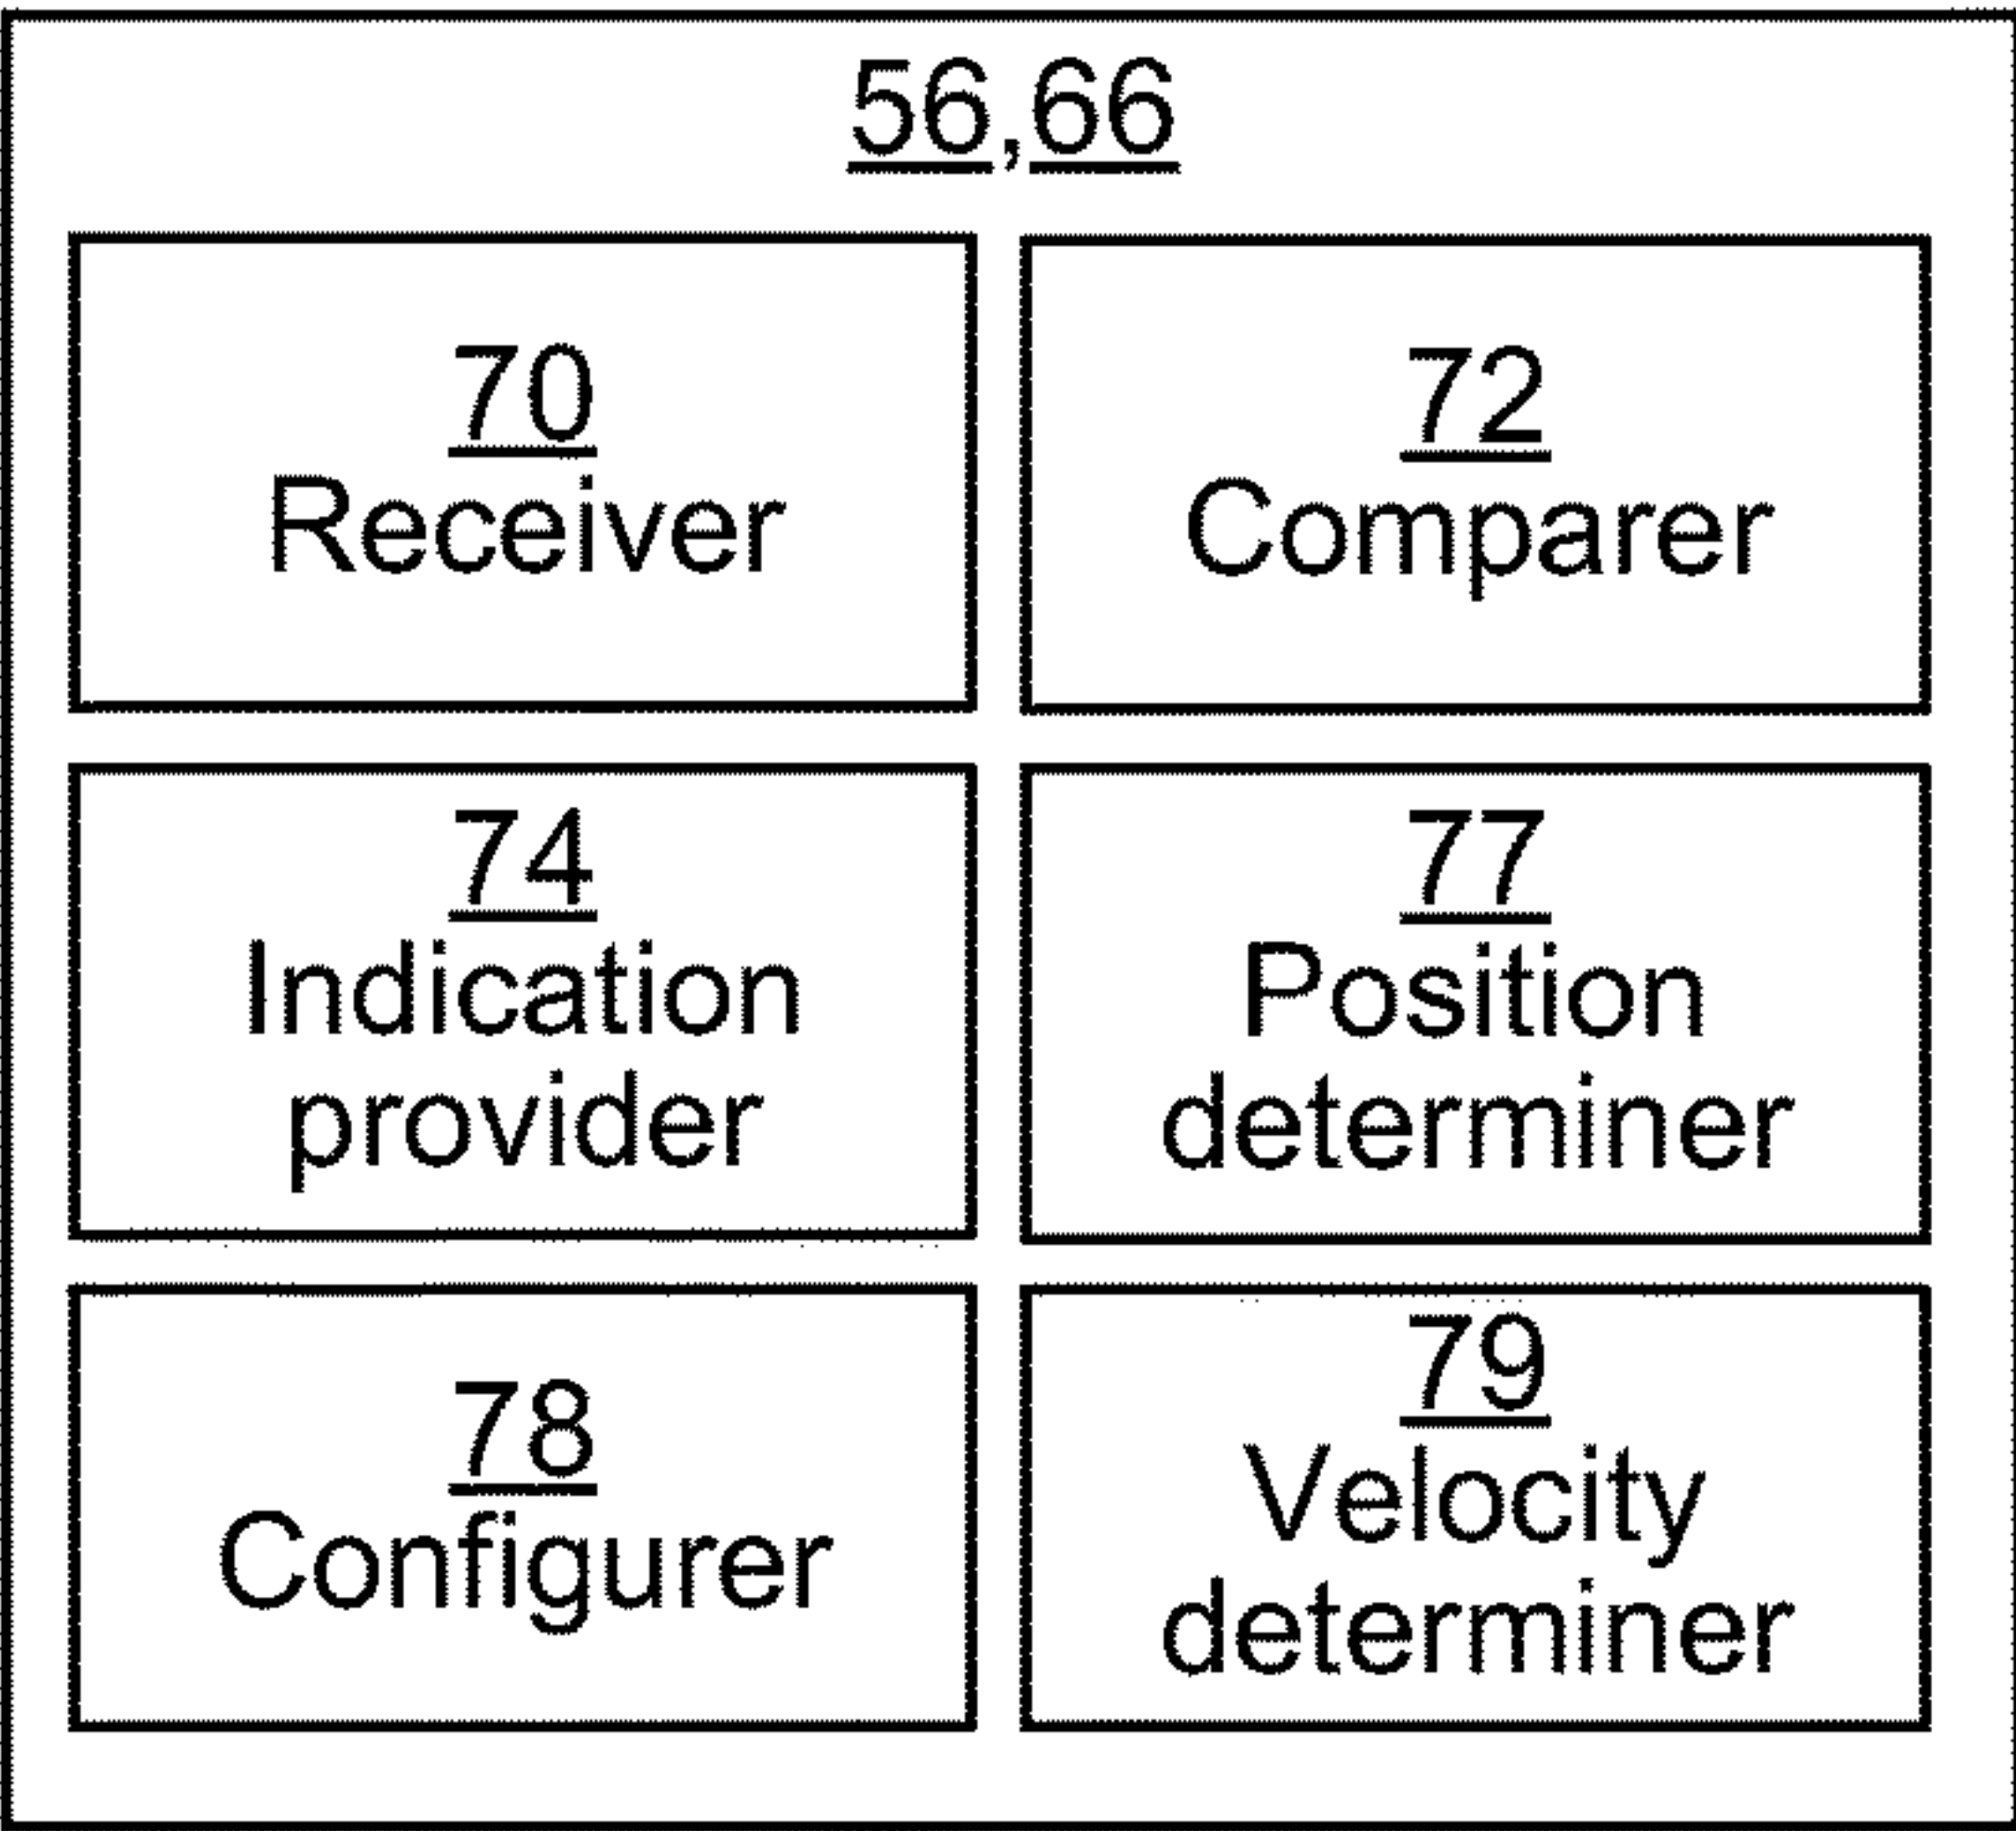 56,66
70
Receiver
72
Comparer
74
Indication
provider
77
Position
determiner
78
Configurer
79
Velocity
determiner